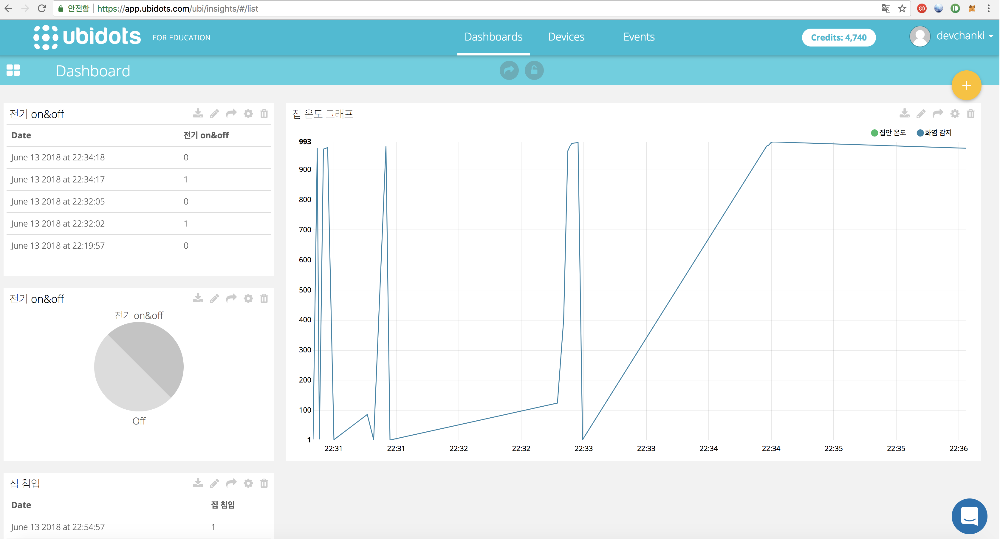 안전함 https://app.ubidots.com/ubi/insights/#/list
ubidots FOR EDUCATION Dashboards Devices Events Credits: 4,740 devchanki
Dashboard
전기 on&off
Date 전기 on&off
June 13 2018 at 22:34:18 0
June 13 2018 at 22:34:17 1
June 13 2018 at 22:32:05 0
June 13 2018 at 22:32:02 1
June 13 2018 at 22:19:57 0
전기 on&off
전기 on&off
Off
집 침입
Date 집 침입
June 13 2018 at 22:54:57 1
집 온도 그래프
집안 온도 화염 감지
993
900
800
700
600
500
400
300
200
100
1
22:31 22:31 22:32 22:32 22:33 22:33 22:34 22:34 22:35 22:35 22:36